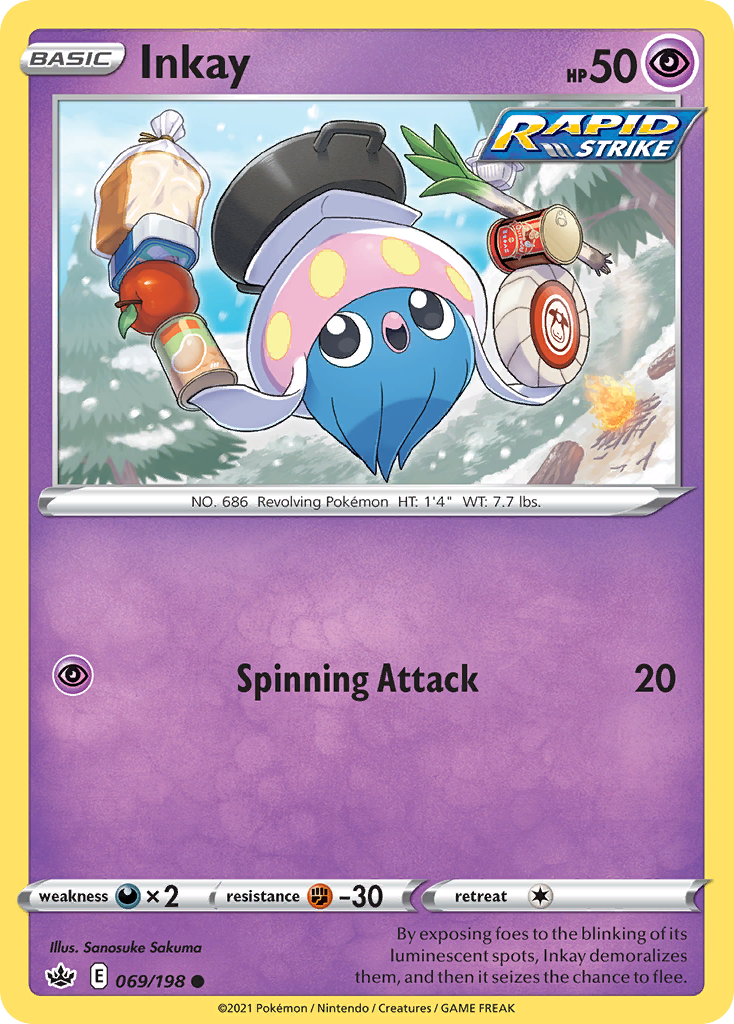 BASIC Inkay HP50
RAPID
STRIKE
NO. 686 Revolving Pokémon HT: 1'4" WT: 7.7 lbs.
Spinning Attack 20
weakness ×2 resistance -30 retreat
Illus. Sanosuke Sakuma
By exposing foes to the blinking of its
luminescent spots, Inkay demoralizes
them, and then it seizes the chance to flee.
E 069/198
©2021 Pokémon / Nintendo / Creatures / GAME FREAK